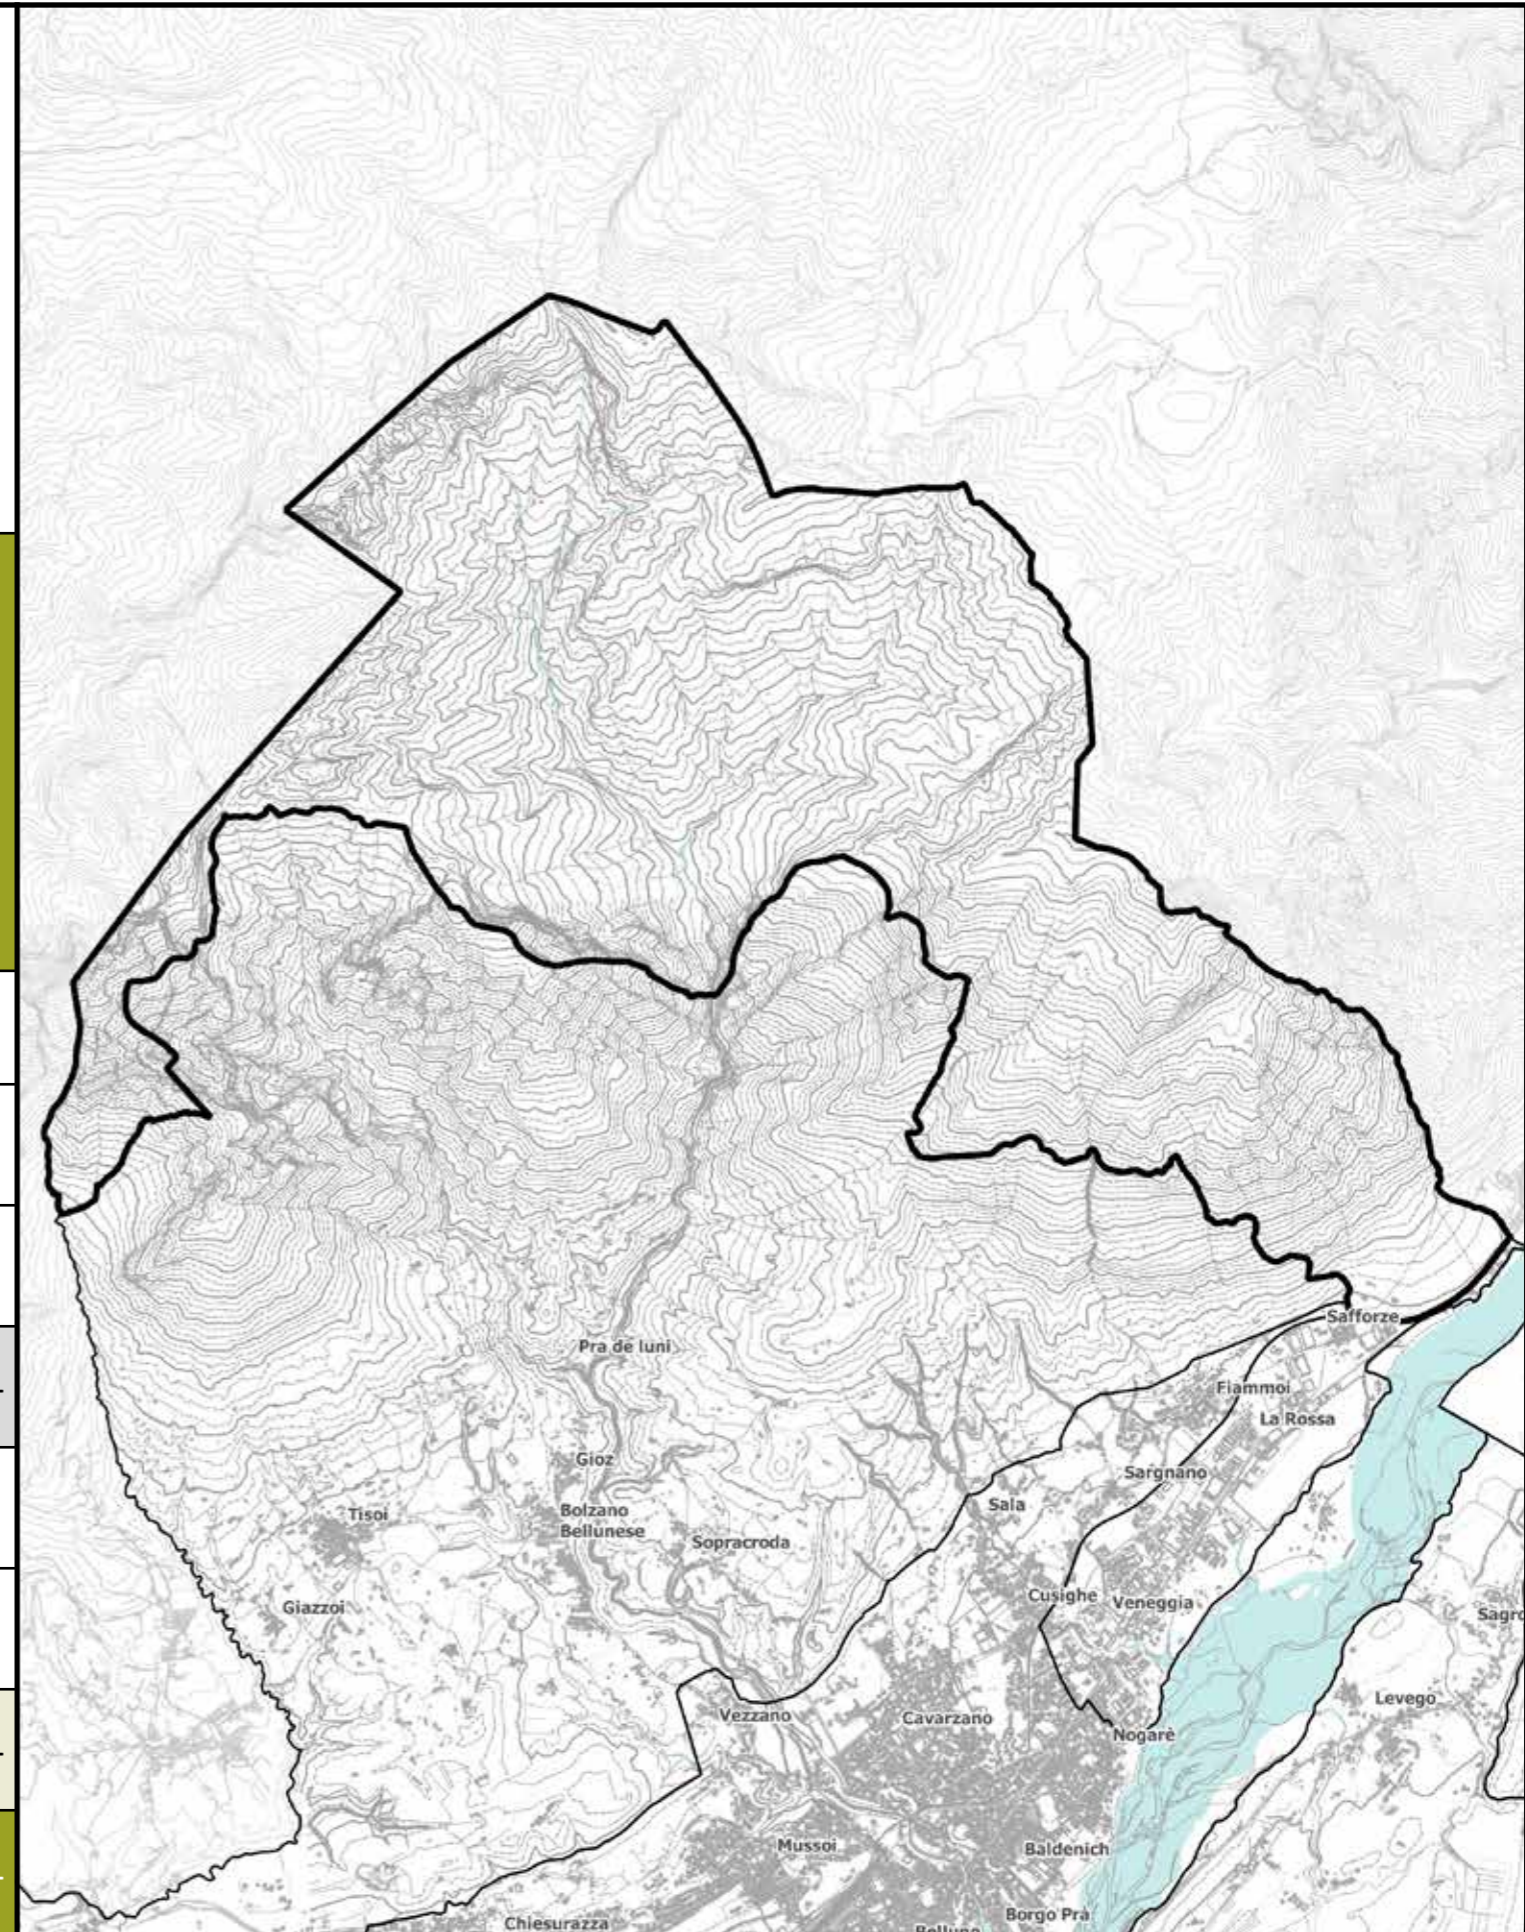 Safforze
Pra de luni
Fiammoi
La Rossa
Gioz
Sargnano
Sala
Tisoi
Bolzano
Bellunese
Sopracroda
Cusighe
Veneggia
Giazzoi
Levego
Vezzano
Cavarzano
Nogarè
Mussoi
Baldenich
Borgo Prà
Chiesurazza